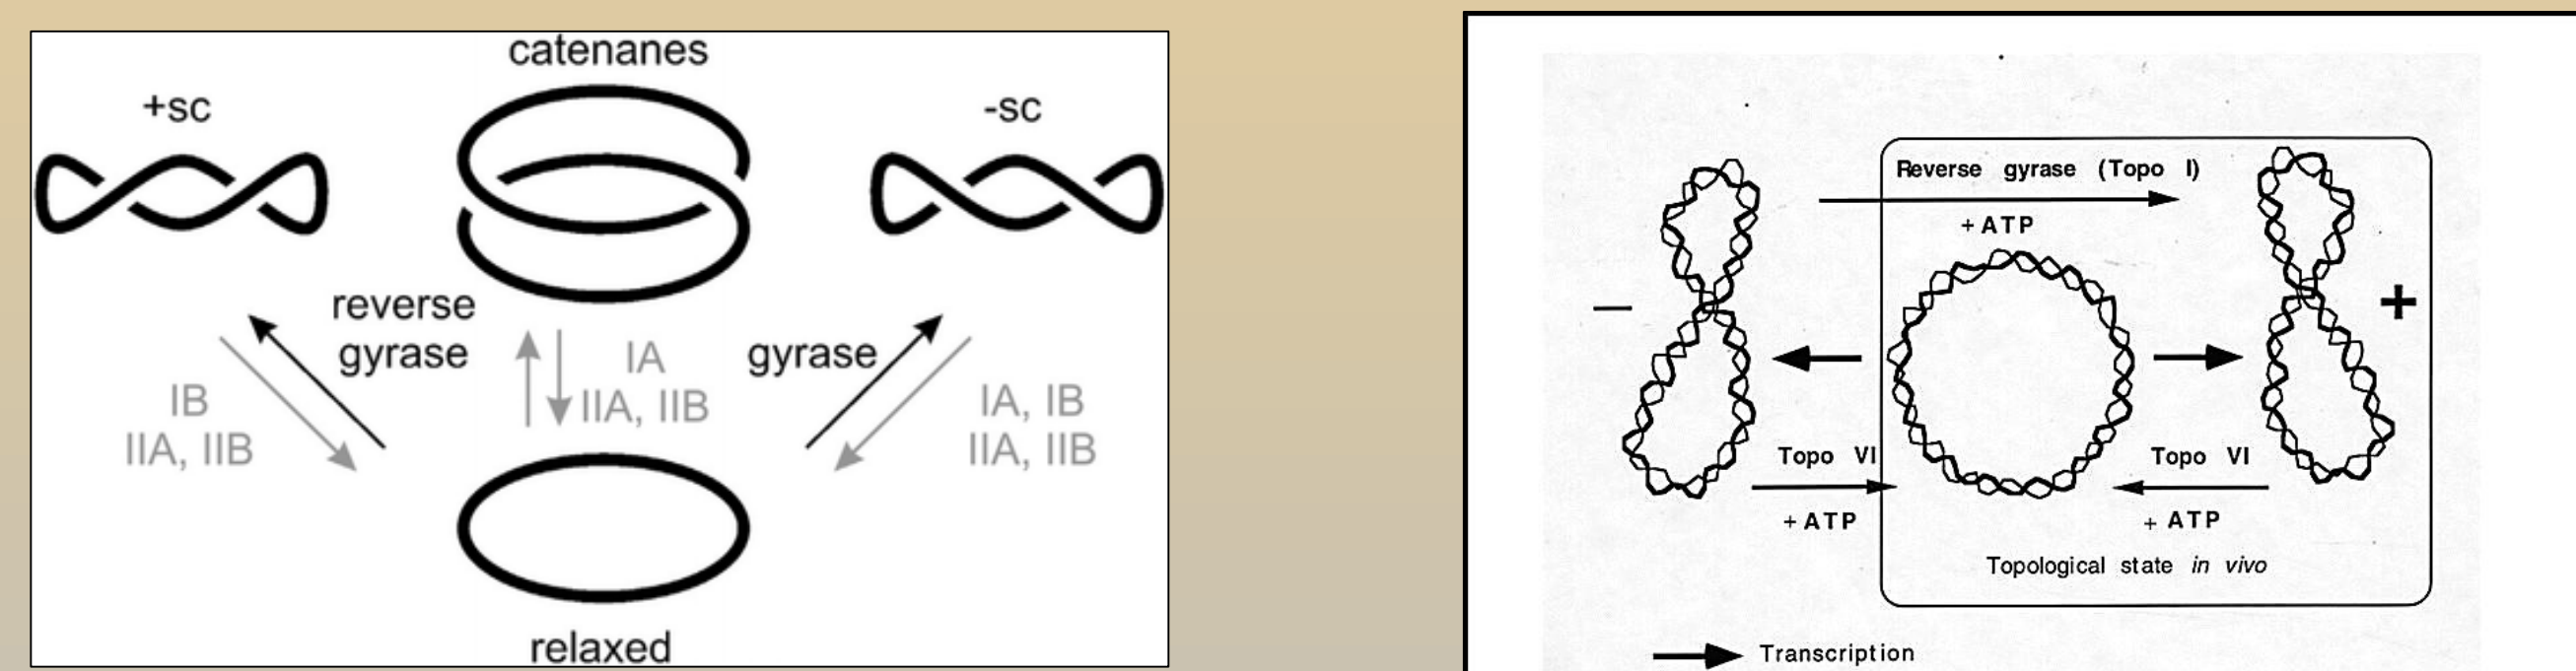 catenanes
+sc
-sc
reverse
gyrase
gyrase
IB
IIA, IIB
IA
IIA, IIB
IA, IB
IIA, IIB
relaxed
Reverse gyrase (Topo I)
+ ATP
−
+
Topo VI
+ ATP
Topo VI
+ ATP
Topological state in vivo
Transcription